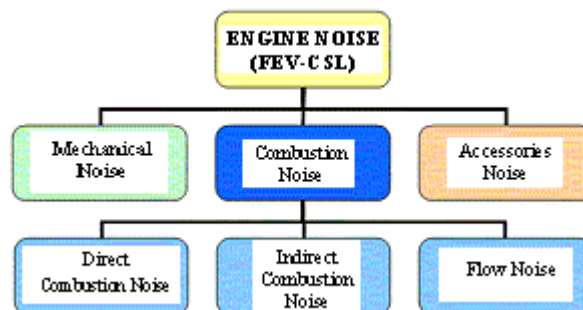 ENGINE NOISE
(FEV-CSL)
Mechanical
Noise
Combustion
Noise
Accessories
Noise
Direct
Combustion Noise
Indirect
Combustion
Noise
Flow Noise